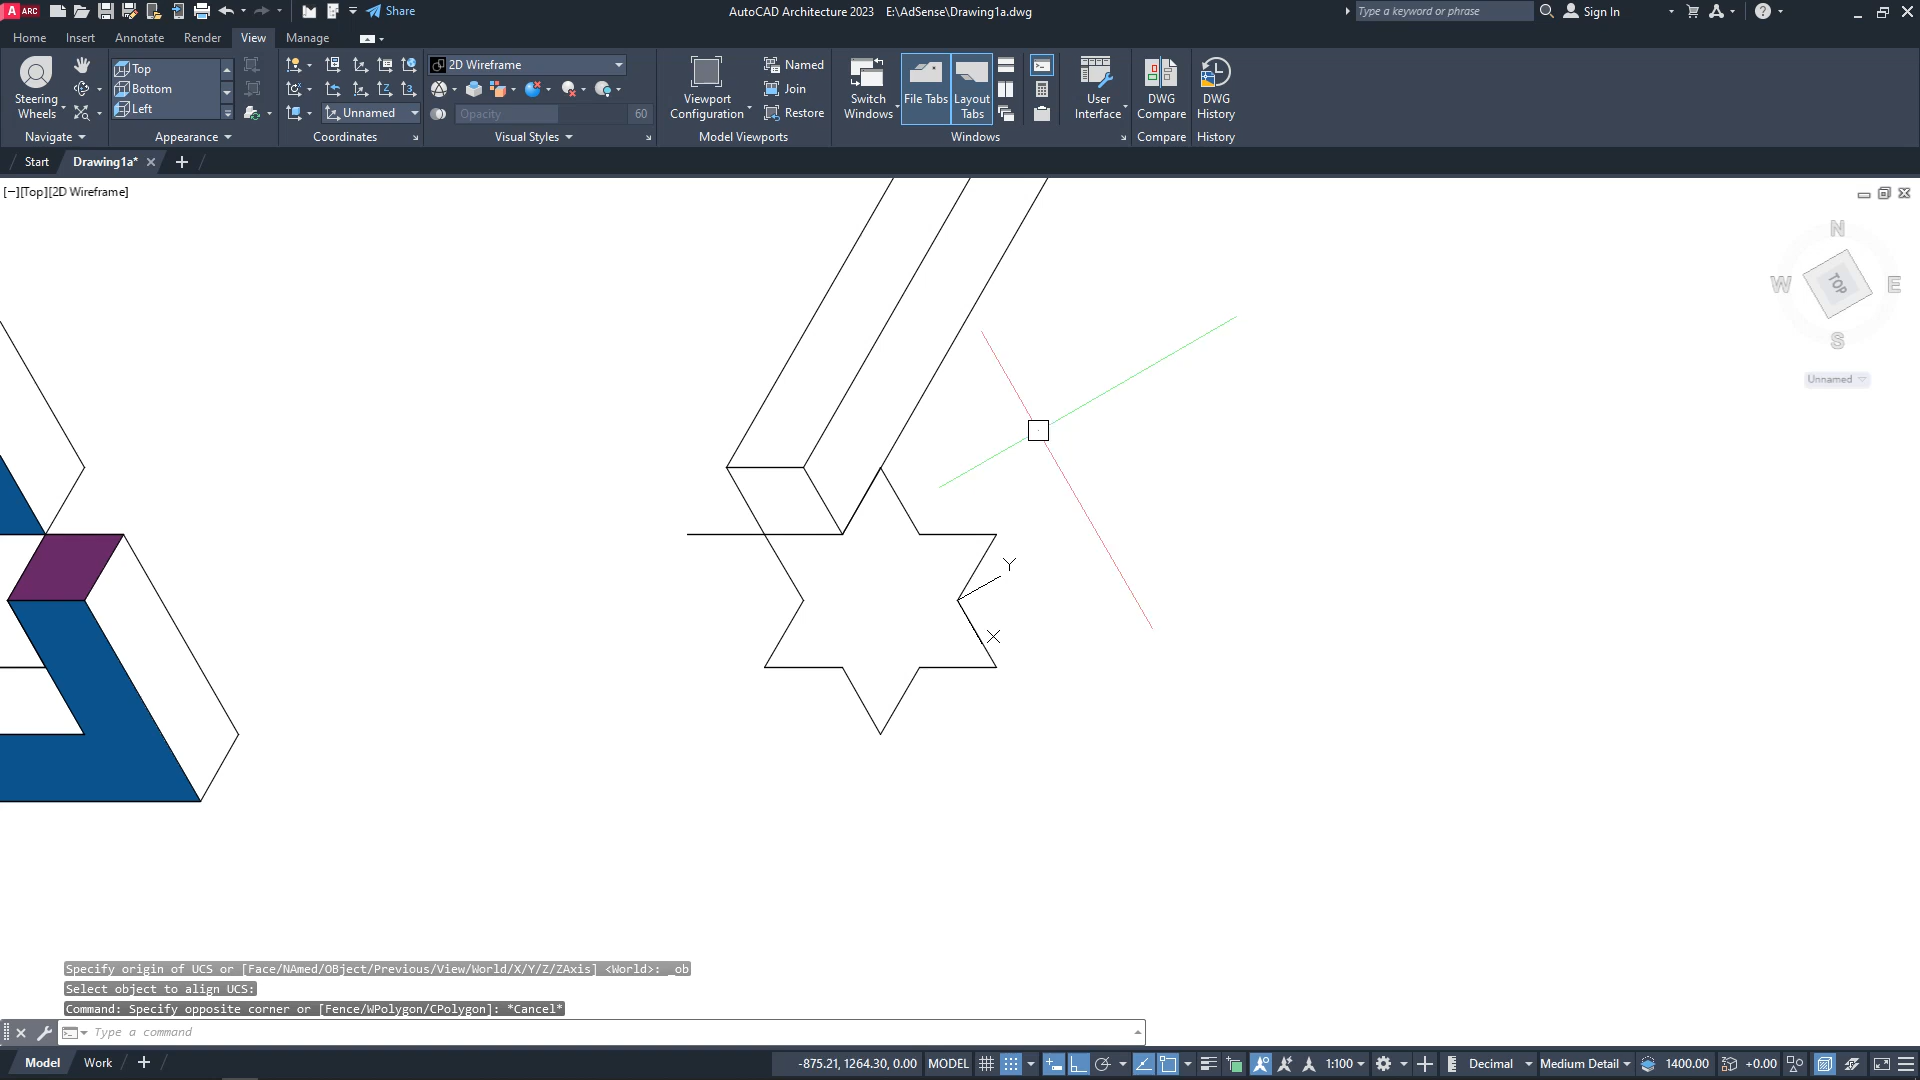 A ARC Share AutoCAD Architecture 2023 E:\AdSense\Drawing1a.dwg Type a keyword or phrase Sign In
Home Insert Annotate Render View Manage
Top 2D Wireframe Named
Bottom Join
Left Unnamed Opacity 60 Restore
Steering Wheels
Viewport Configuration
Switch Windows
File Tabs
Layout Tabs
User Interface
DWG Compare
DWG History
Navigate Appearance Coordinates Visual Styles Model Viewports Windows Compare History
Start Drawing1a*
[−][Top][2D Wireframe]
N
W TOP E
S
Unnamed
Y
X
Specify origin of UCS or [Face/NAmed/OBject/Previous/View/World/X/Y/Z/ZAxis] <World>: _ob
Select object to align UCS:
Command: Specify opposite corner or [Fence/WPolygon/CPolygon]: *Cancel*
Type a command
Model Work -875.21, 1264.30, 0.00 MODEL 1:100 Decimal Medium Detail 1400.00 +0.00